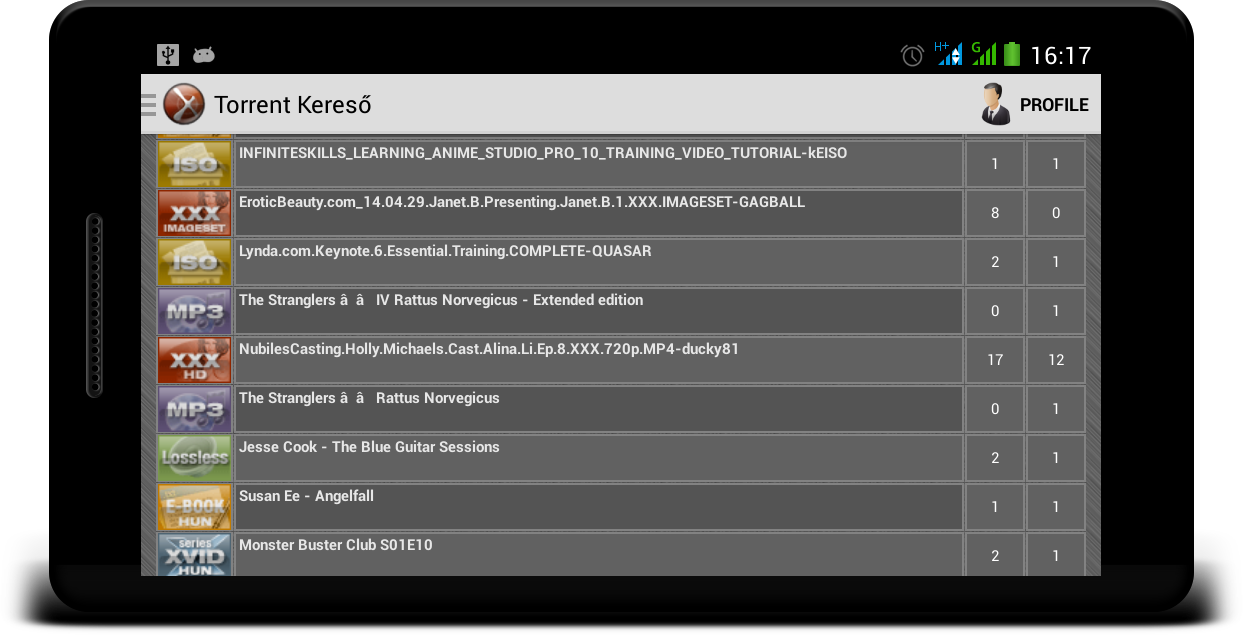 H+ G 16:17
Torrent Kereső PROFILE
ISO INFINITESKILLS_LEARNING_ANIME_STUDIO_PRO_10_TRAINING_VIDEO_TUTORIAL-kEISO 1 1
XXX IMAGESET EroticBeauty.com_14.04.29.Janet.B.Presenting.Janet.B.1.XXX.IMAGESET-GAGBALL 8 0
ISO Lynda.com.Keynote.6.Essential.Training.COMPLETE-QUASAR 2 1
MP3 The Stranglers â â IV Rattus Norvegicus - Extended edition 0 1
XXX HD NubilesCasting.Holly.Michaels.Cast.Alina.Li.Ep.8.XXX.720p.MP4-ducky81 17 12
MP3 The Stranglers â â Rattus Norvegicus 0 1
Lossless Jesse Cook - The Blue Guitar Sessions 2 1
E-BOOK HUN Susan Ee - Angelfall 1 1
series XVID HUN Monster Buster Club S01E10 2 1